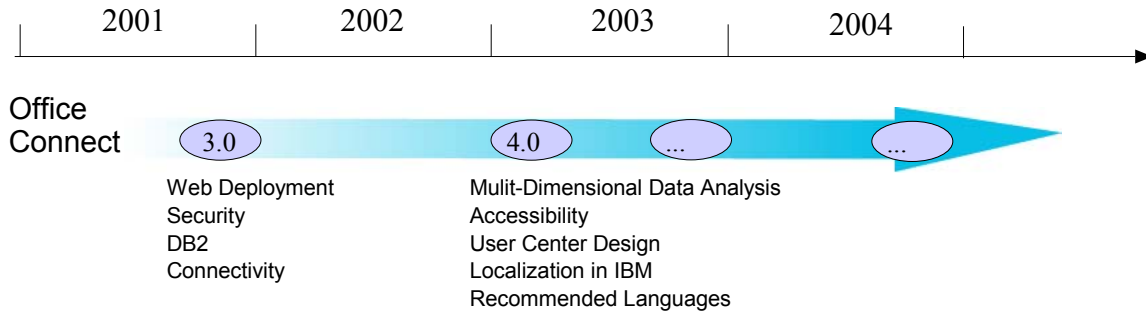 2001 2002 2003 2004
Office
Connect
3.0 4.0 ... ...
Web Deployment
Security
DB2
Connectivity
Mulit-Dimensional Data Analysis
Accessibility
User Center Design
Localization in IBM
Recommended Languages